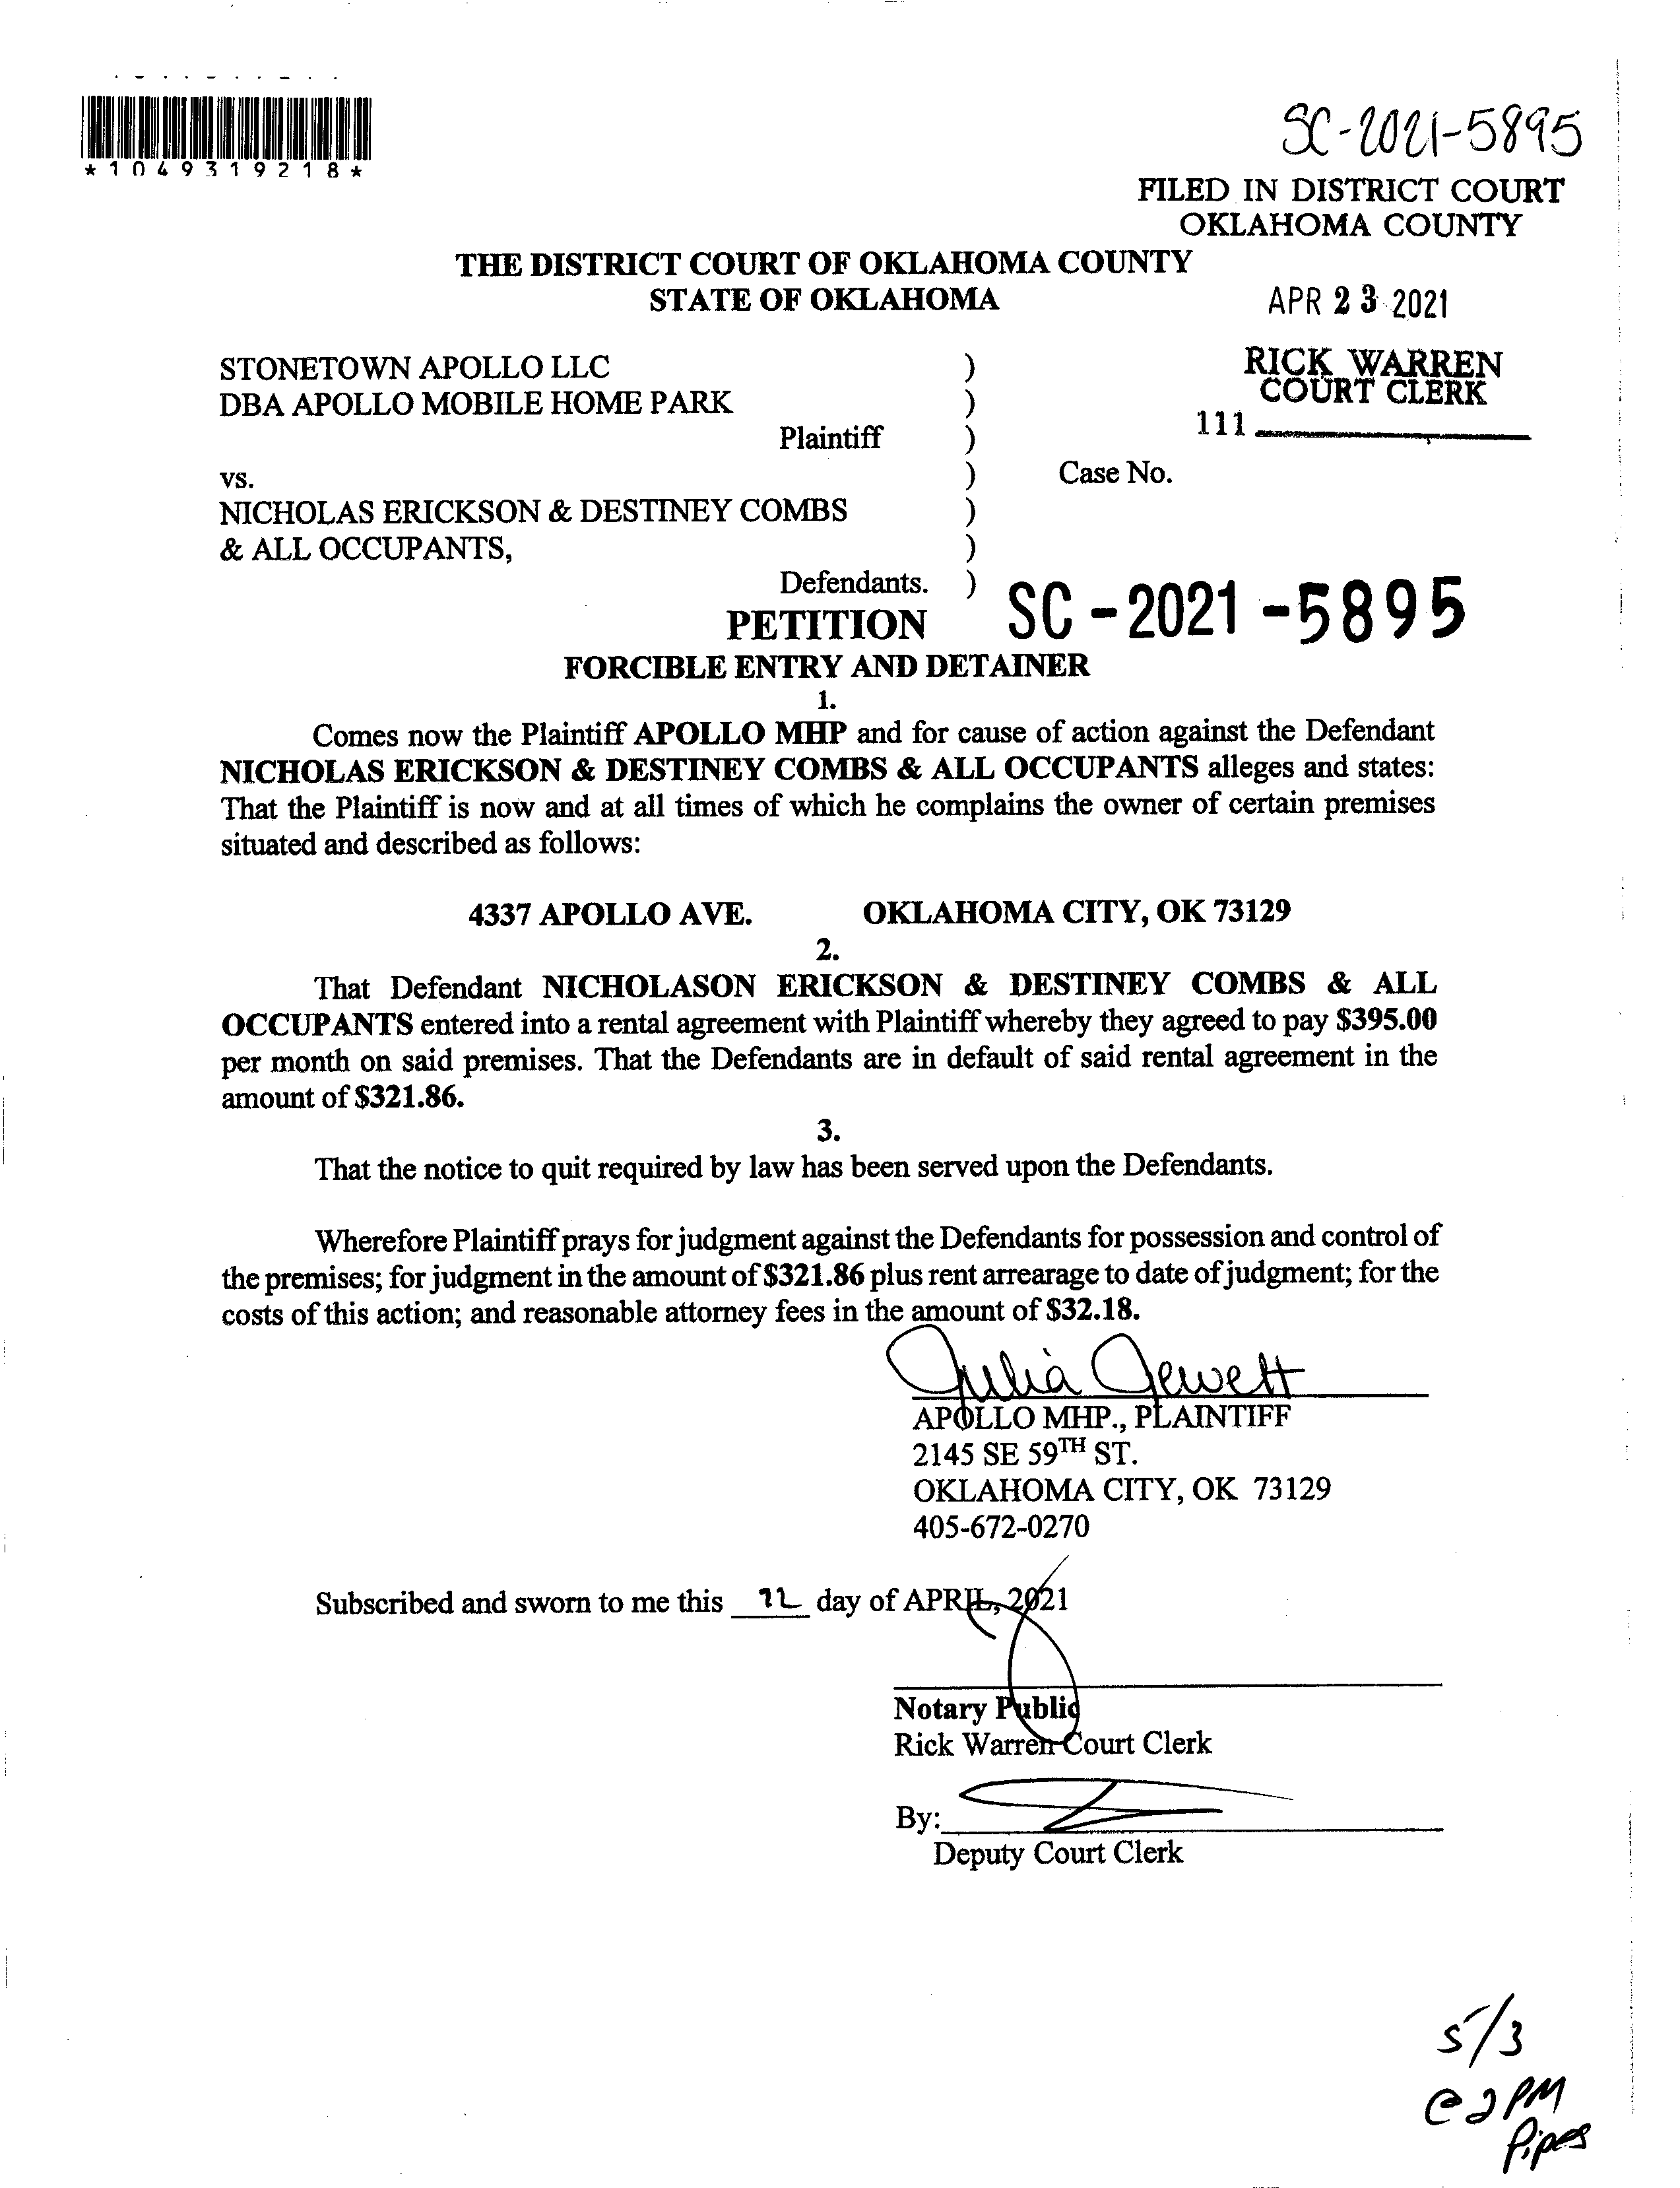 *1049319218*
SC-2021-5895
FILED IN DISTRICT COURT
OKLAHOMA COUNTY
THE DISTRICT COURT OF OKLAHOMA COUNTY
STATE OF OKLAHOMA
APR 23 2021
STONETOWN APOLLO LLC )
DBA APOLLO MOBILE HOME PARK )
RICK WARREN
COURT CLERK
111
Plaintiff )
vs. ) Case No.
NICHOLAS ERICKSON & DESTINEY COMBS )
& ALL OCCUPANTS, )
Defendants. )
PETITION SC-2021-5895
FORCIBLE ENTRY AND DETAINER
1.
Comes now the Plaintiff APOLLO MHP and for cause of action against the Defendant
NICHOLAS ERICKSON & DESTINEY COMBS & ALL OCCUPANTS alleges and states:
That the Plaintiff is now and at all times of which he complains the owner of certain premises
situated and described as follows:
4337 APOLLO AVE. OKLAHOMA CITY, OK 73129
2.
That Defendant NICHOLASON ERICKSON & DESTINEY COMBS & ALL
OCCUPANTS entered into a rental agreement with Plaintiff whereby they agreed to pay $395.00
per month on said premises. That the Defendants are in default of said rental agreement in the
amount of $321.86.
3.
That the notice to quit required by law has been served upon the Defendants.
Wherefore Plaintiff prays for judgment against the Defendants for possession and control of
the premises; for judgment in the amount of $321.86 plus rent arrearage to date of judgment; for the
costs of this action; and reasonable attorney fees in the amount of $32.18.
Julia Jewett
APOLLO MHP., PLAINTIFF
2145 SE 59TH ST.
OKLAHOMA CITY, OK 73129
405-672-0270
Subscribed and sworn to me this 22 day of APRIL, 2021
Notary Public
Rick Warren Court Clerk
By:
Deputy Court Clerk
5/3
@2PM
Pipes